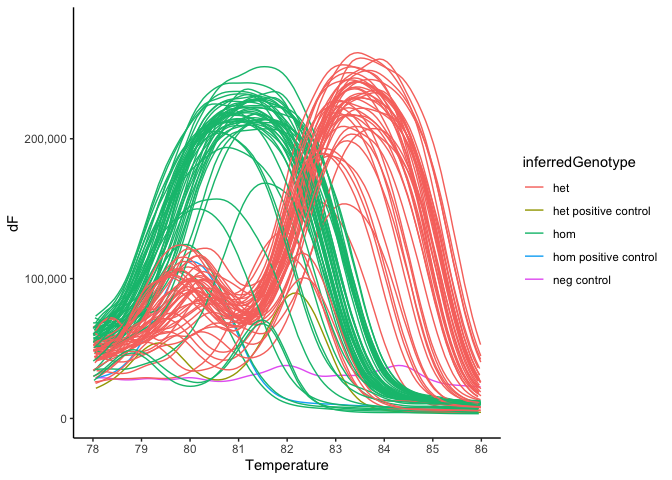 200,000
100,000
0
dF
78 79 80 81 82 83 84 85 86
Temperature
inferredGenotype
het
het positive control
hom
hom positive control
neg control